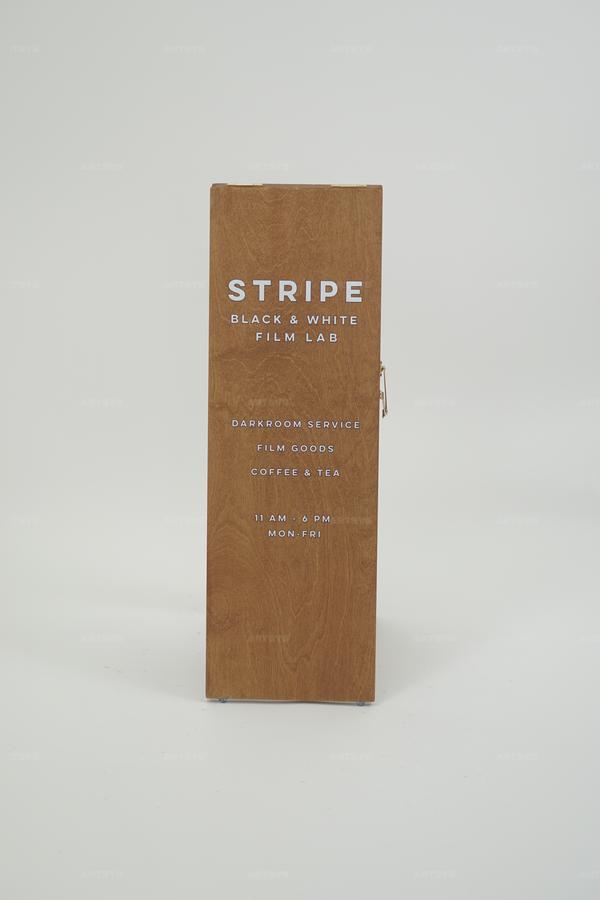 STRIPE
BLACK & WHITE
FILM LAB
DARKROOM SERVICE
FILM GOODS
COFFEE & TEA
11 AM - 6 PM
MON-FRI